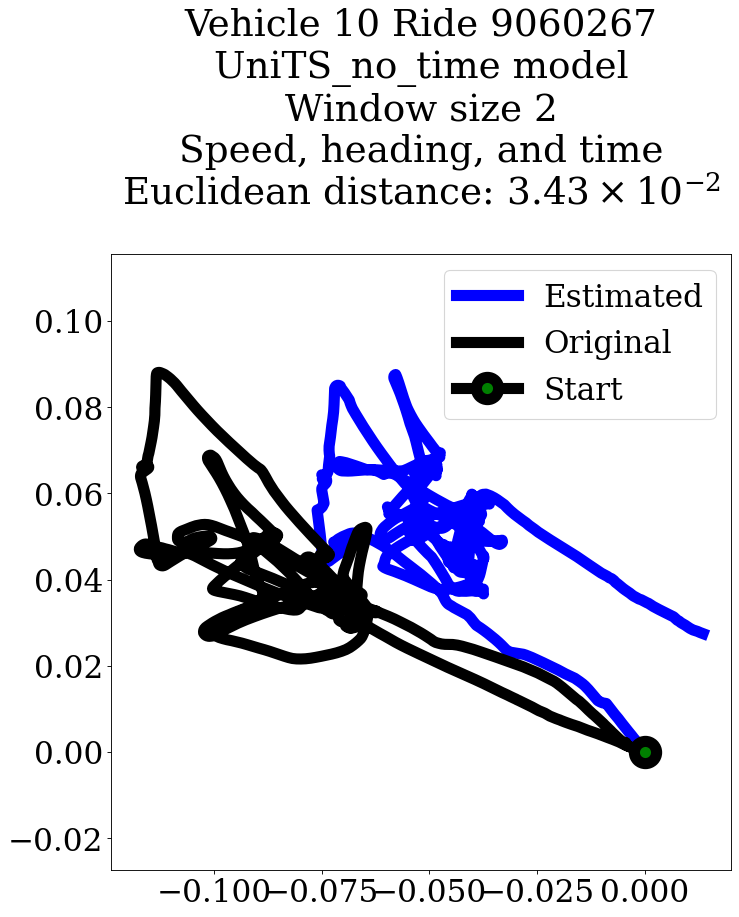 Vehicle 10 Ride 9060267
UniTS_no_time model
Window size 2
Speed, heading, and time
Euclidean distance: 3.43 × 10⁻²
Estimated
Original
Start
0.10
0.08
0.06
0.04
0.02
0.00
−0.02
−0.100 −0.075 −0.050 −0.025 0.000